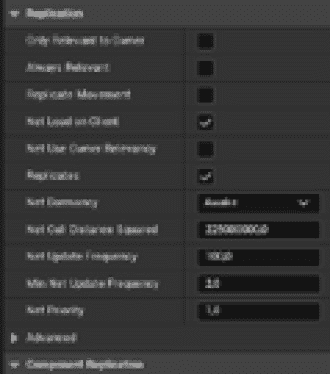 Replication
Only Relevant to Owner
Always Relevant
Replicate Movement
Net Load on Client
Net Use Owner Relevancy
Replicates
Net Dormancy
Awake
Net Cull Distance Squared
225000000.0
Net Update Frequency
100.0
Min Net Update Frequency
2.0
Net Priority
1.0
Advanced
Component Replication